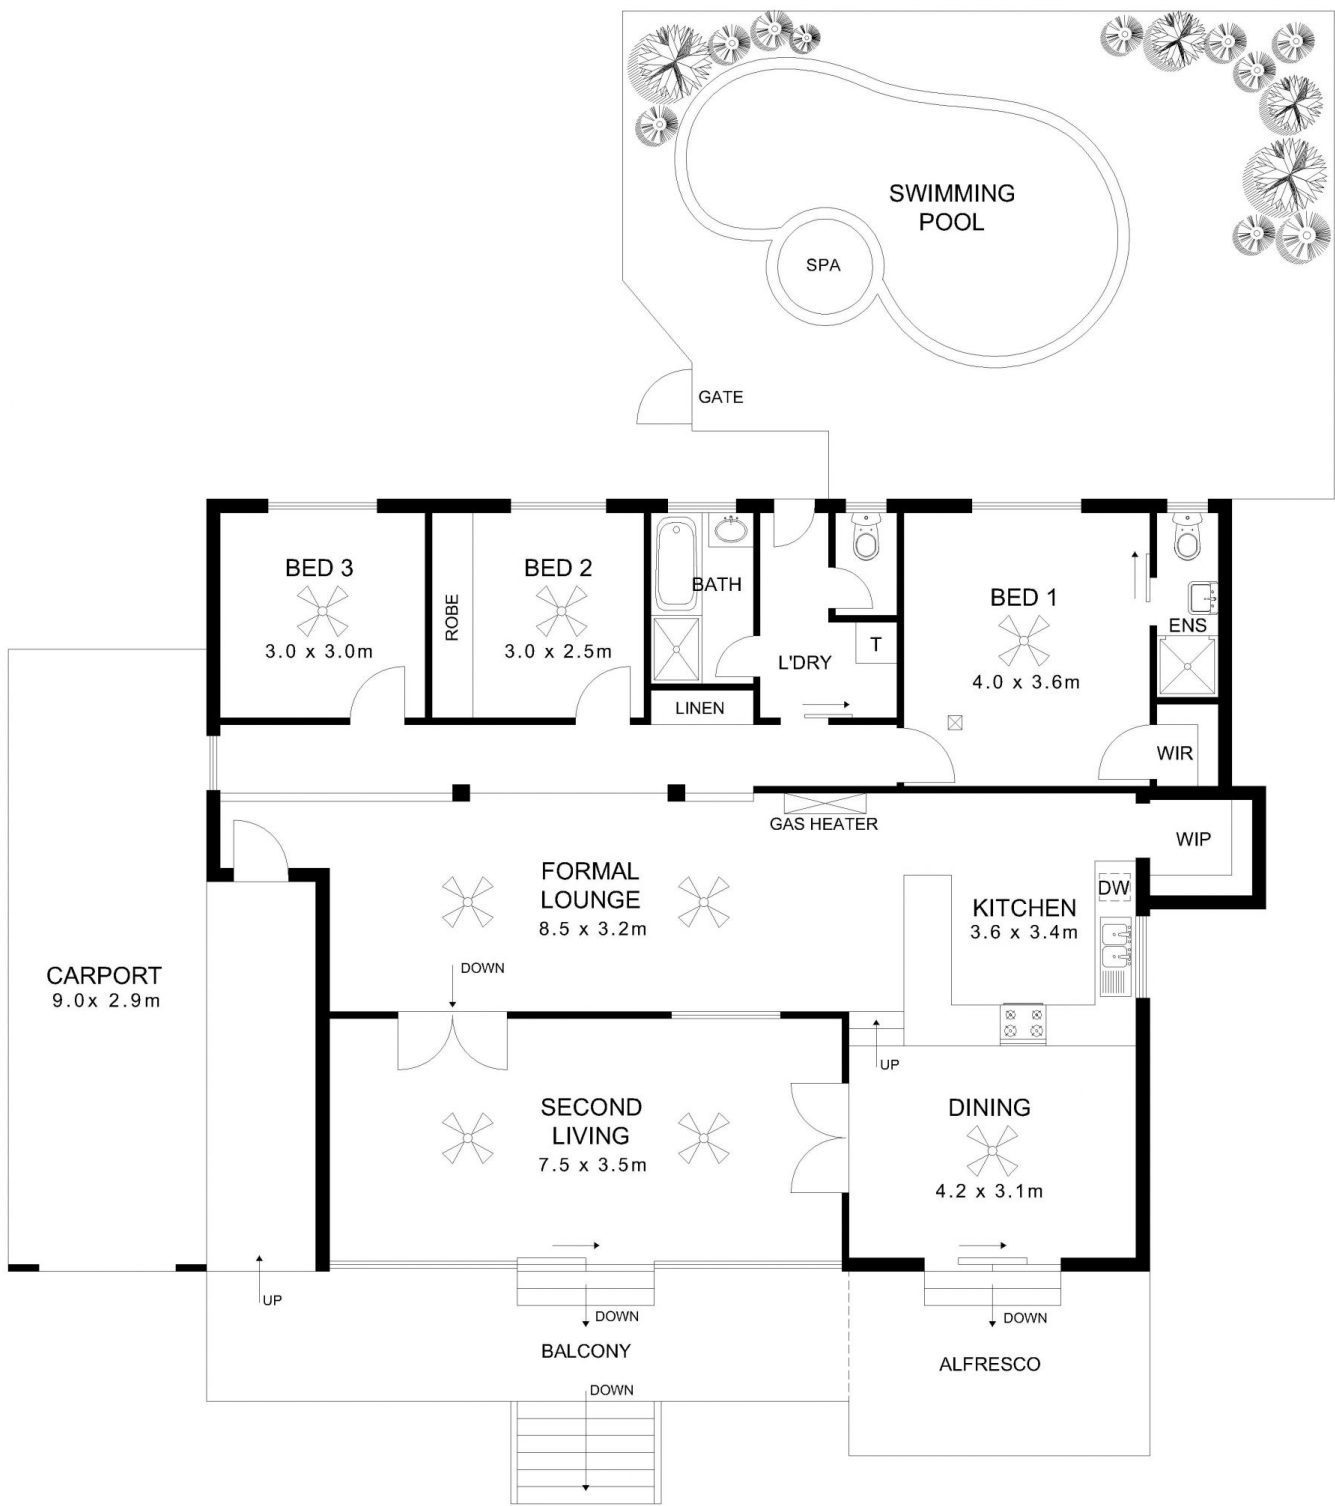 SWIMMING
POOL
SPA
GATE
BED 3
3.0 x 3.0m
ROBE
BED 2
3.0 x 2.5m
BATH
LINEN
L'DRY
T
BED 1
4.0 x 3.6m
ENS
WIR
GAS HEATER
WIP
FORMAL
LOUNGE
8.5 x 3.2m
DW
KITCHEN
3.6 x 3.4m
CARPORT
9.0x 2.9m
DOWN
UP
SECOND
LIVING
7.5 x 3.5m
DINING
4.2 x 3.1m
UP
DOWN
DOWN
BALCONY
ALFRESCO
DOWN